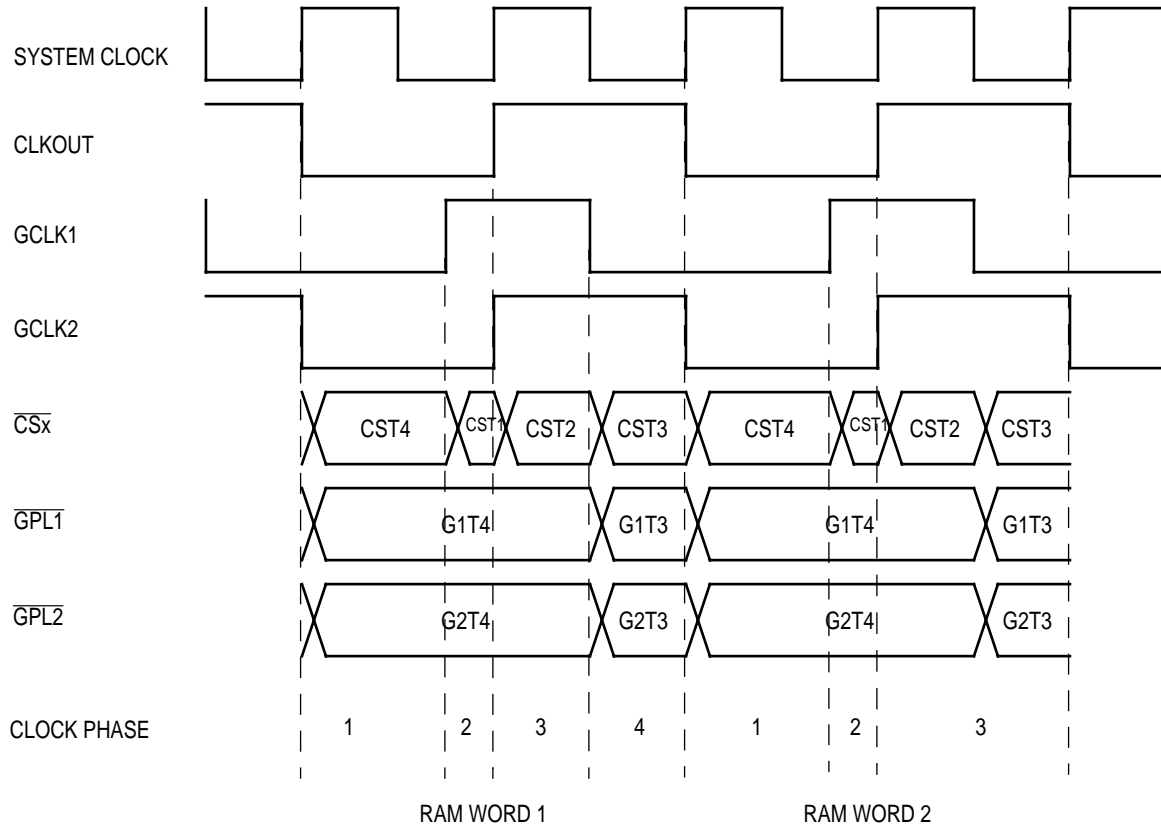 SYSTEM CLOCK
CLKOUT
GCLK1
GCLK2
CSx CST4 CST1 CST2 CST3 CST4 CST1 CST2 CST3
GPL1 G1T4 G1T3 G1T4 G1T3
GPL2 G2T4 G2T3 G2T4 G2T3
CLOCK PHASE 1 2 3 4 1 2 3
RAM WORD 1 RAM WORD 2